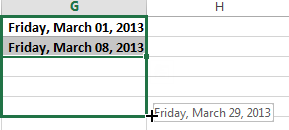 G H
Friday, March 01, 2013
Friday, March 08, 2013
Friday, March 29, 2013